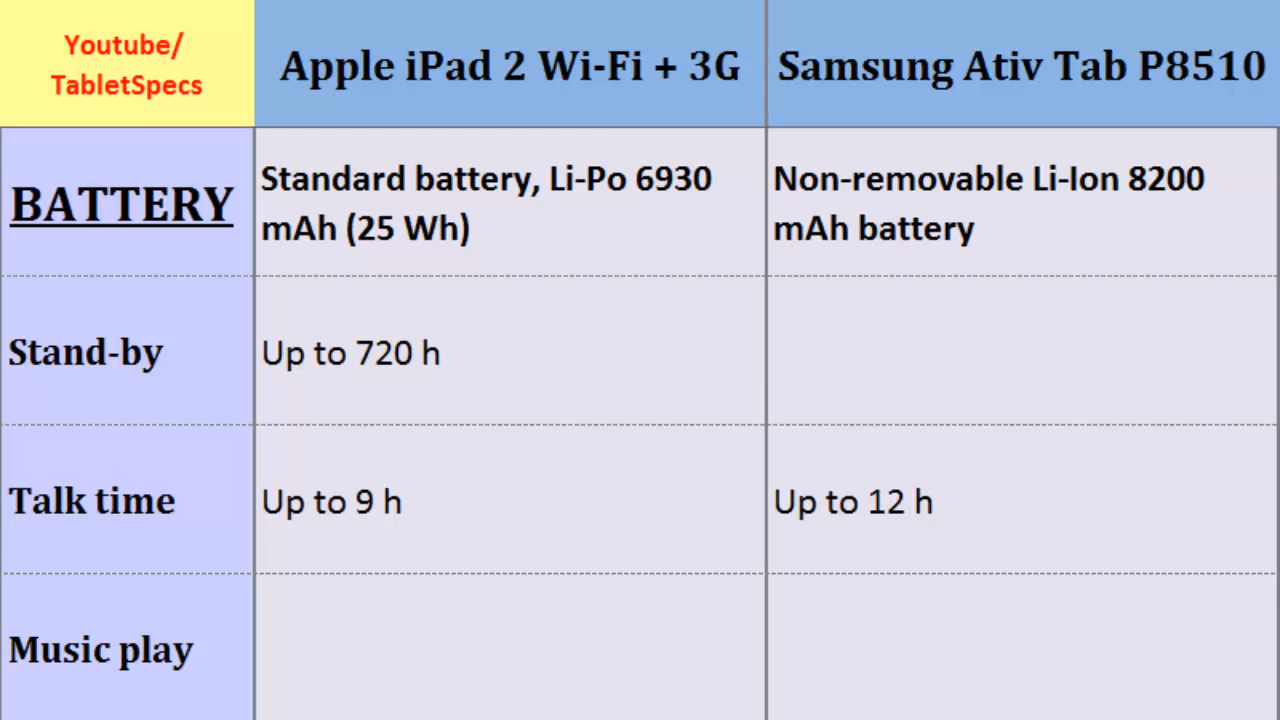 Youtube/
TabletSpecs
Apple iPad 2 Wi-Fi + 3G
Samsung Ativ Tab P8510
BATTERY
Standard battery, Li-Po 6930
mAh (25 Wh)
Non-removable Li-Ion 8200
mAh battery
Stand-by
Up to 720 h
Talk time
Up to 9 h
Up to 12 h
Music play